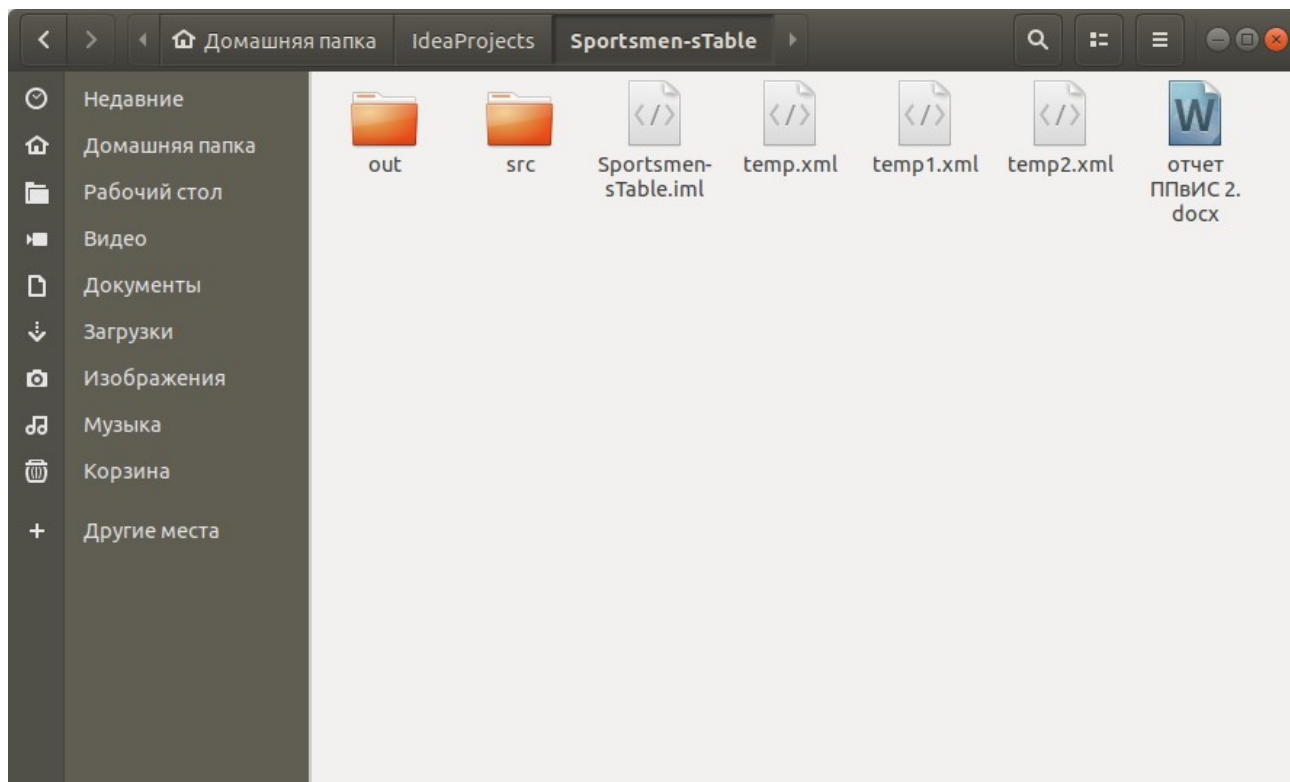 Домашняя папка IdeaProjects Sportsmen-sTable
Недавние
Домашняя папка
Рабочий стол
Видео
Документы
Загрузки
Изображения
Музыка
Корзина
Другие места
out
src
Sportsmen-
sTable.iml
temp.xml
temp1.xml
temp2.xml
отчет
ППвИС 2.
docx